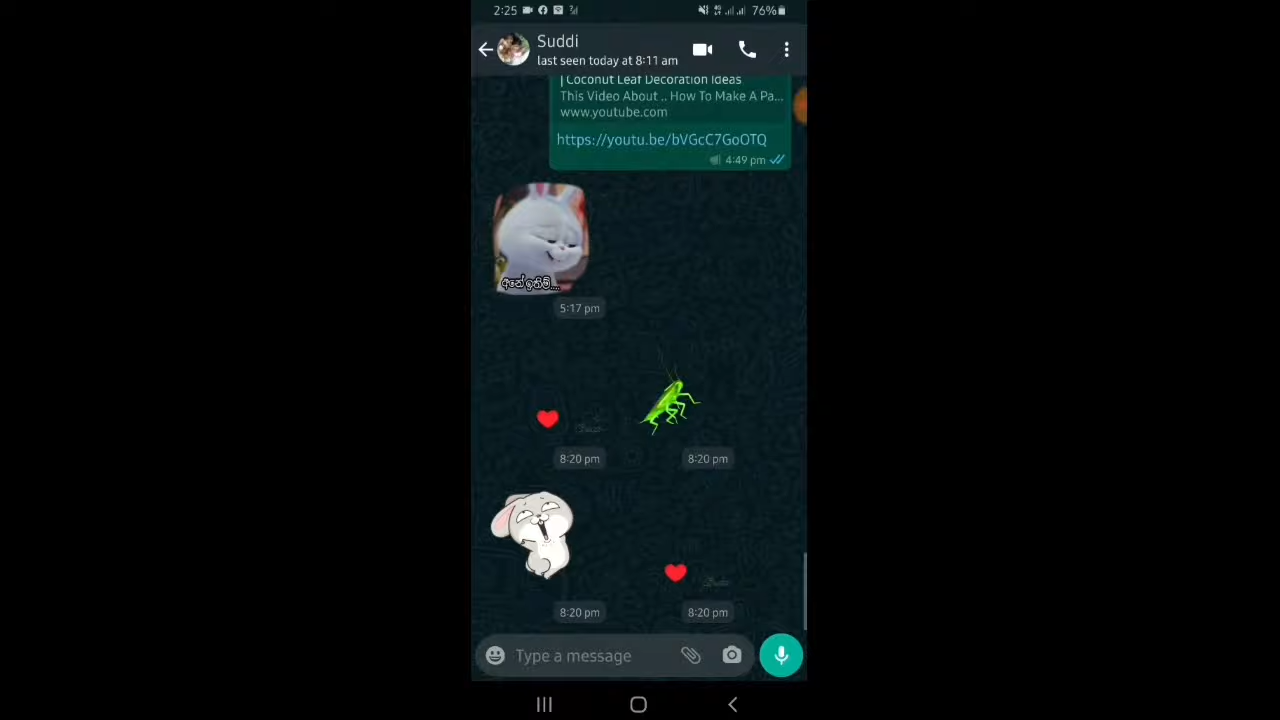 2:25 76%
Suddi
last seen today at 8:11 am
| Coconut Leaf Decoration Ideas
This Video About .. How To Make A Pa...
www.youtube.com
https://youtu.be/bVGcC7GoOTQ
4:49 pm
අනේ ඉතිම්....
5:17 pm
8:20 pm 8:20 pm
8:20 pm 8:20 pm
Type a message